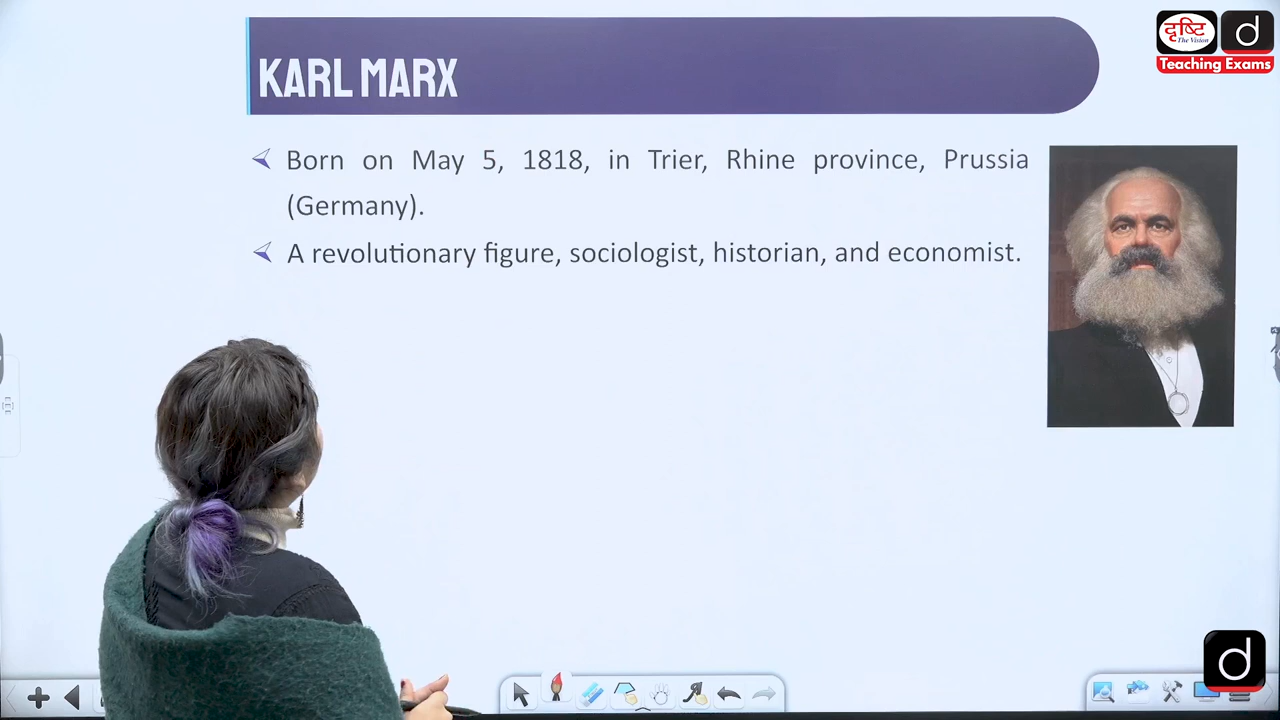 KARL MARX
दृष्टि
The Vision
d
Teaching Exams
Born on May 5, 1818, in Trier, Rhine province, Prussia
(Germany).
A revolutionary figure, sociologist, historian, and economist.
d